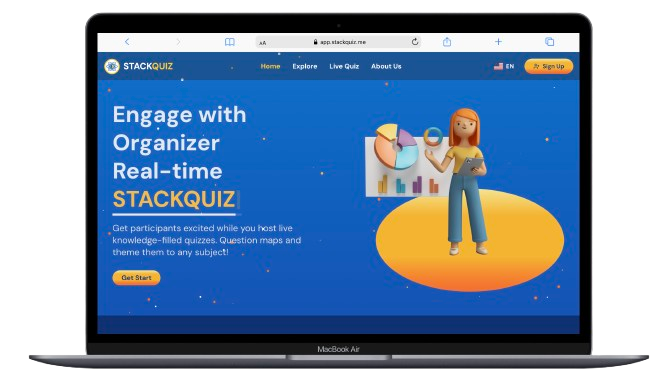 AA app.stackquiz.me
STACKQUIZ Home Explore Live Quiz About Us EN Sign Up
Engage with
Organizer
Real-time
STACKQUIZ
Get participants excited while you host live
knowledge-filled quizzes. Question maps and
theme them to any subject!
Get Start
MacBook Air